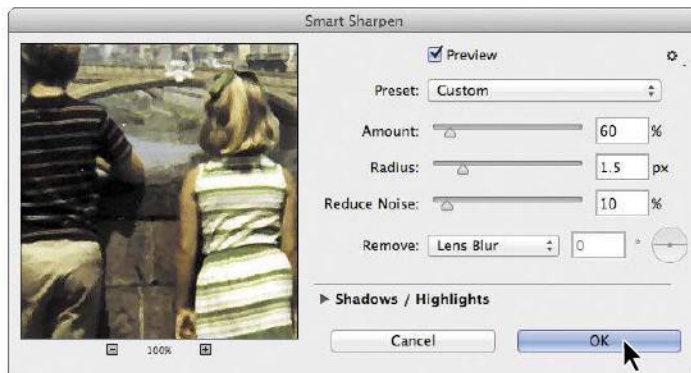 Smart Sharpen
Preview
Preset: Custom
Amount: 60 %
Radius: 1.5 px
Reduce Noise: 10 %
Remove: Lens Blur 0 °
Shadows / Highlights
Cancel OK
100%